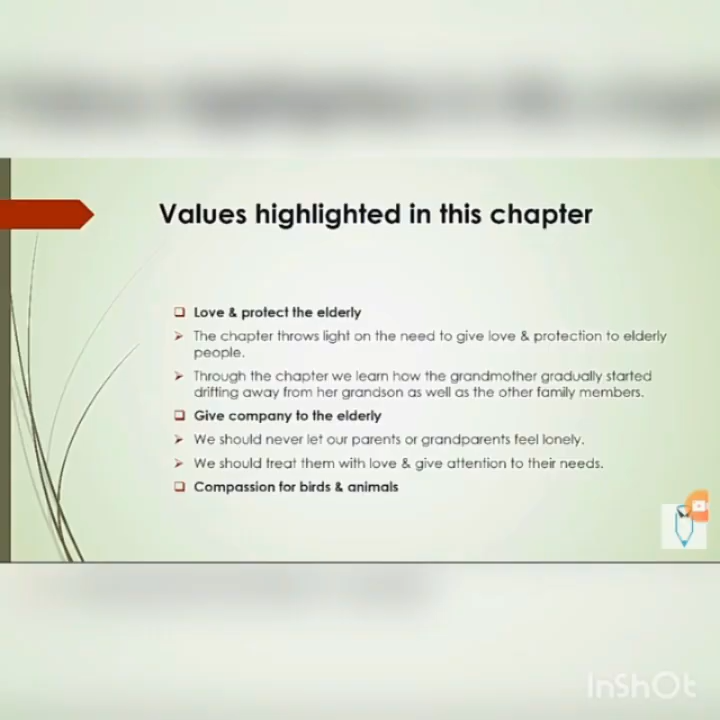 Values highlighted in this chapter
Love & protect the elderly
The chapter throws light on the need to give love & protection to elderly
people.
Through the chapter we learn how the grandmother gradually started
drifting away from her grandson as well as the other family members.
Give company to the elderly
We should never let our parents or grandparents feel lonely.
We should treat them with love & give attention to their needs.
Compassion for birds & animals
InShOt